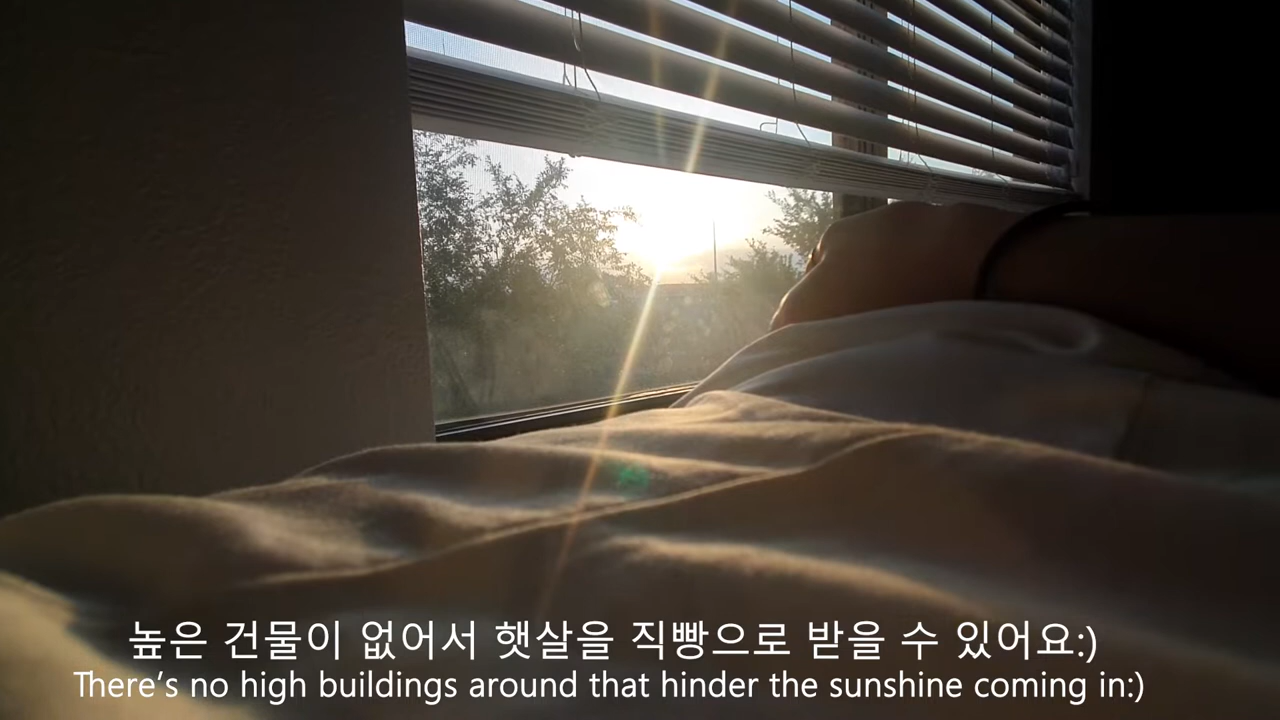 높은 건물이 없어서 햇살을 직빵으로 받을 수 있어요:)
There's no high buildings around that hinder the sunshine coming in:)